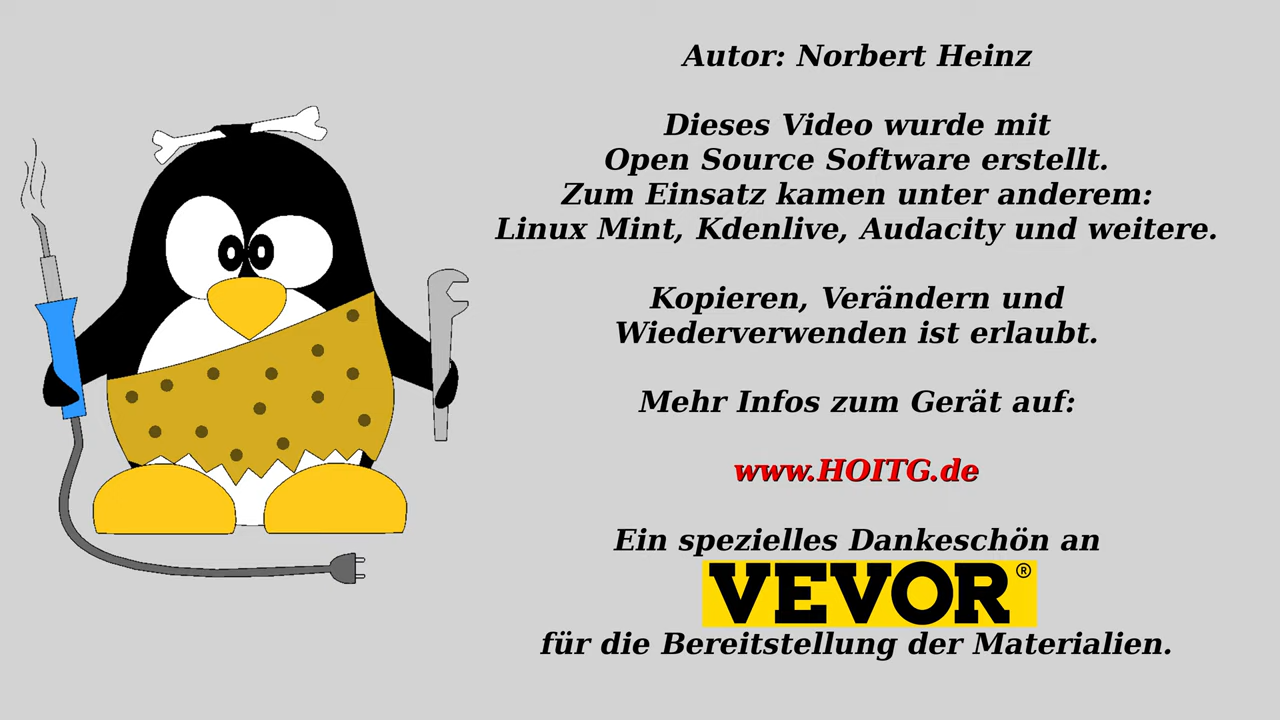 Autor: Norbert Heinz
Dieses Video wurde mit
Open Source Software erstellt.
Zum Einsatz kamen unter anderem:
Linux Mint, Kdenlive, Audacity und weitere.
Kopieren, Verändern und
Wiederverwenden ist erlaubt.
Mehr Infos zum Gerät auf:
www.HOITG.de
Ein spezielles Dankeschön an
VEVOR®
für die Bereitstellung der Materialien.